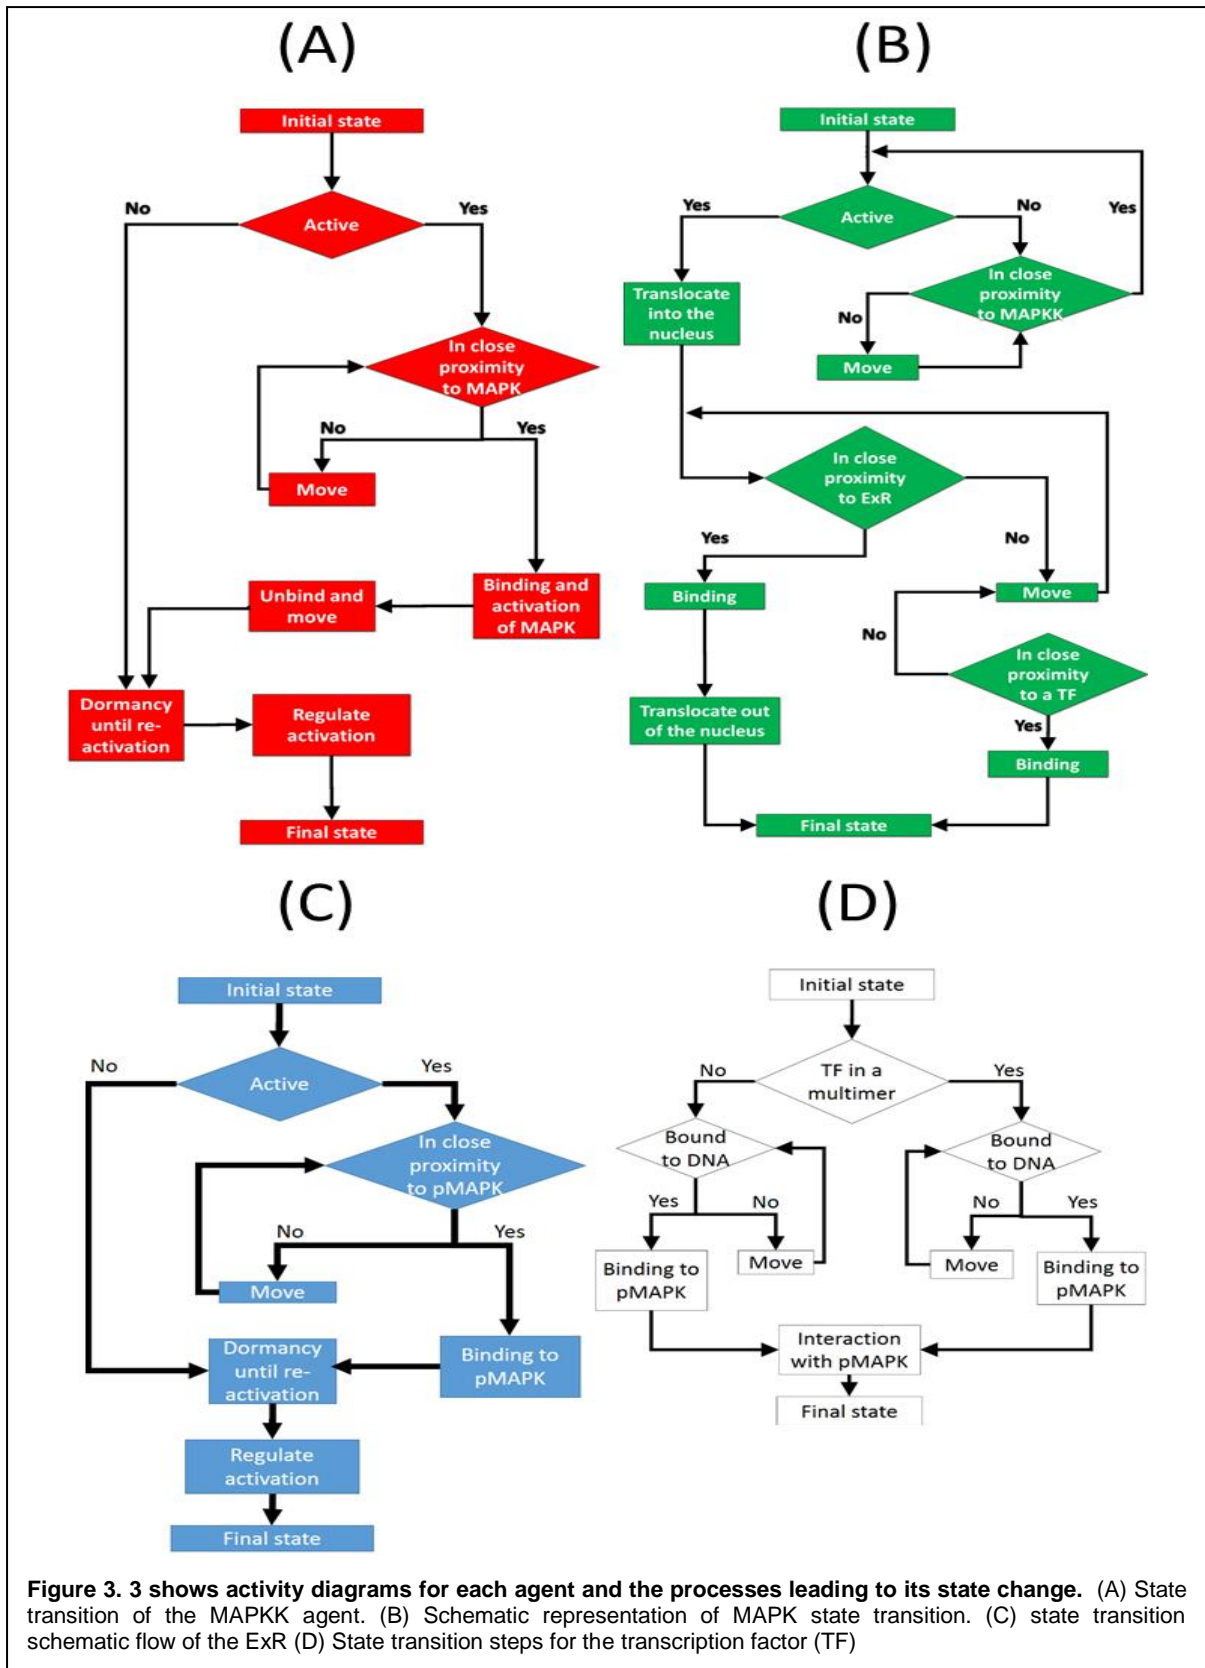 (A)
Initial state
No
Yes
Active
In close
proximity
to MAPK
No
Yes
Move
Unbind and
move
Binding and
activation
of MAPK
Dormancy
until re-
activation
Regulate
activation
Final state
(B)
Initial state
Yes
Active
No
Yes
Translocate
into the
nucleus
In close
proximity
to MAPKK
No
Move
In close
proximity
to ExR
Yes
No
Binding
Move
No
In close
proximity
to a TF
Translocate out
of the nucleus
Yes
Binding
Final state
(C)
Initial state
No
Yes
Active
In close
proximity
to pMAPK
No
Yes
Move
Dormancy
until re-
activation
Binding to
pMAPK
Regulate
activation
Final state
(D)
Initial state
No
TF in a
multimer
Yes
Bound
to DNA
Bound
to DNA
Yes
No
No
Yes
Binding to
pMAPK
Move
Move
Binding to
pMAPK
Interaction
with pMAPK
Final state
Figure 3. 3 shows activity diagrams for each agent and the processes leading to its state change. (A) State
transition of the MAPKK agent. (B) Schematic representation of MAPK state transition. (C) state transition
schematic flow of the ExR (D) State transition steps for the transcription factor (TF)